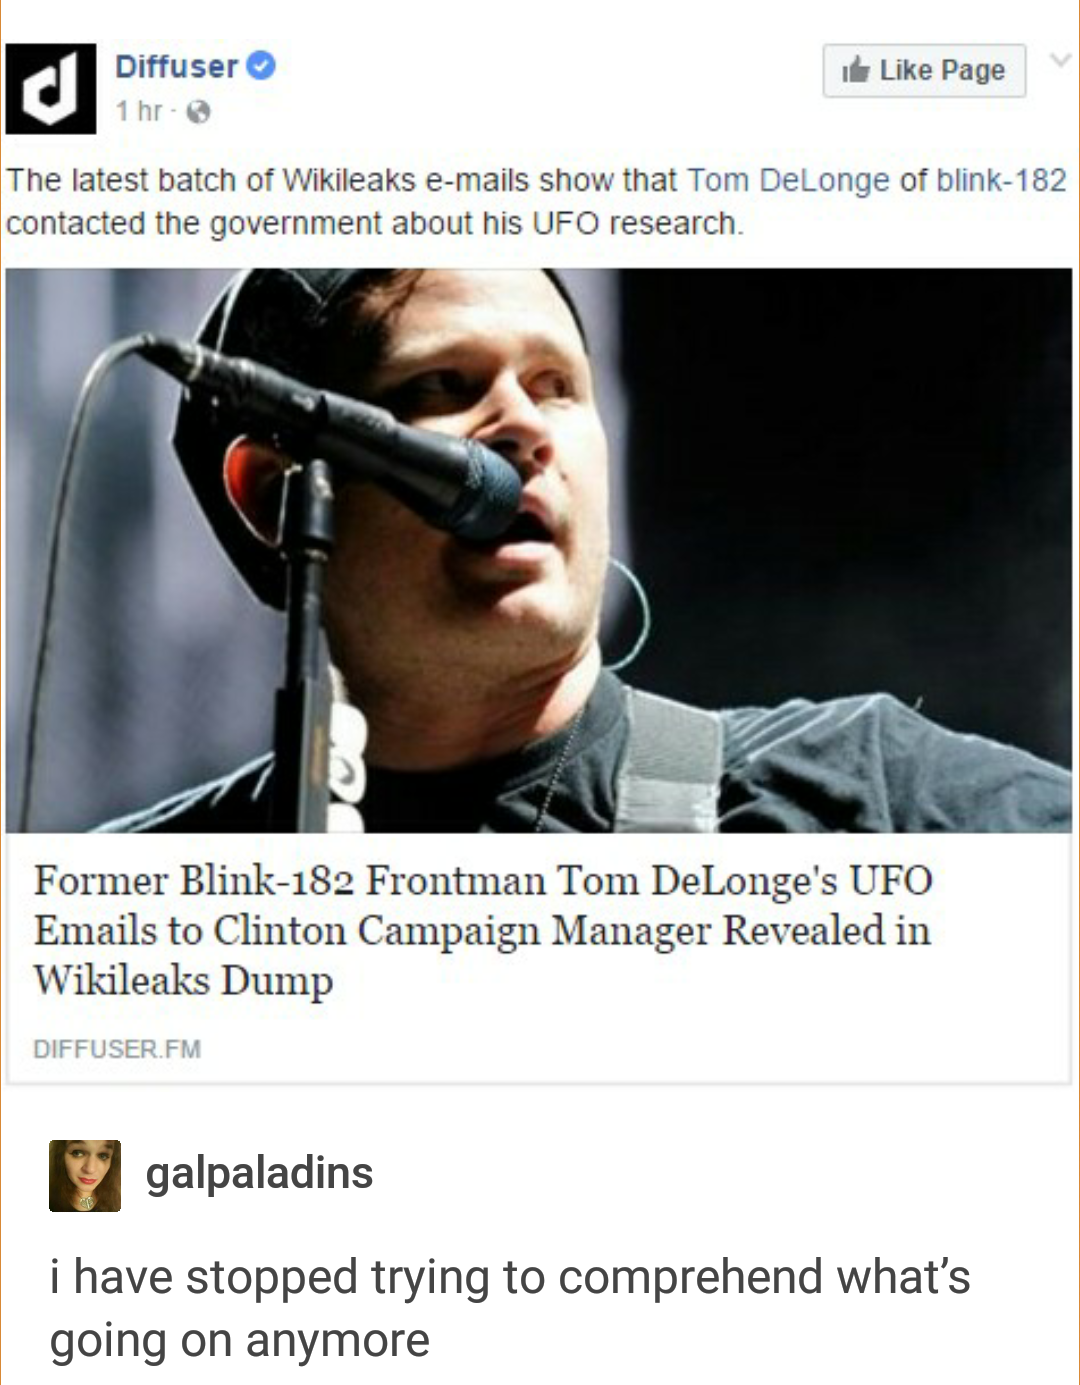 Diffuser
Like Page
1 hr ·
The latest batch of Wikileaks e-mails show that Tom DeLonge of blink-182
contacted the government about his UFO research.
Former Blink-182 Frontman Tom DeLonge's UFO
Emails to Clinton Campaign Manager Revealed in
Wikileaks Dump
DIFFUSER.FM
galpaladins
i have stopped trying to comprehend what’s
going on anymore